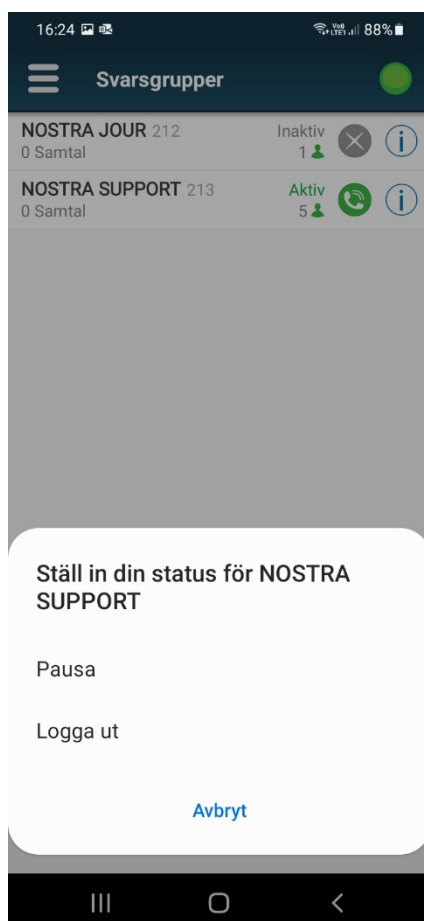 16:24 88%
Svarsgrupper
NOSTRA JOUR 212 Inaktiv
0 Samtal 1
NOSTRA SUPPORT 213 Aktiv
0 Samtal 5
Ställ in din status för NOSTRA
SUPPORT
Pausa
Logga ut
Avbryt